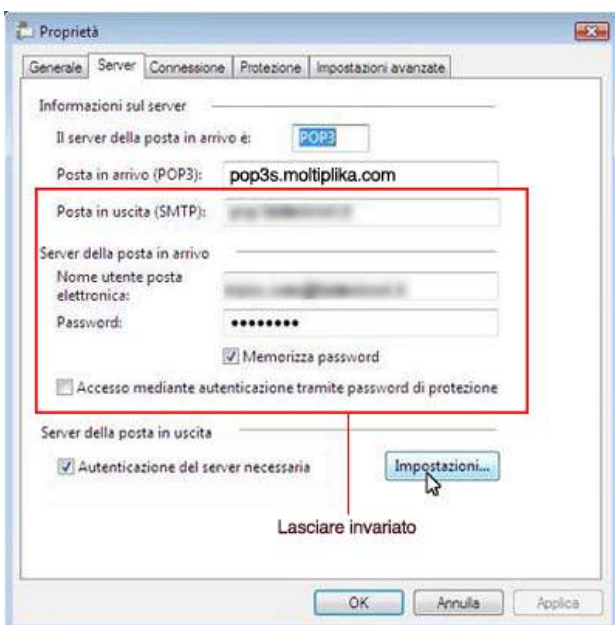 Proprietà
Generale Server Connessione Protezione Impostazioni avanzate
Informazioni sul server
Il server della posta in arrivo è: POP3
Posta in arrivo (POP3): pop3s.moltiplika.com
Posta in uscita (SMTP):
Server della posta in arrivo
Nome utente posta
elettronica:
Password: ●●●●●●●●
Memorizza password
Accesso mediante autenticazione tramite password di protezione
Server della posta in uscita
Autenticazione del server necessaria Impostazioni...
Lasciare invariato
OK Annulla Applica